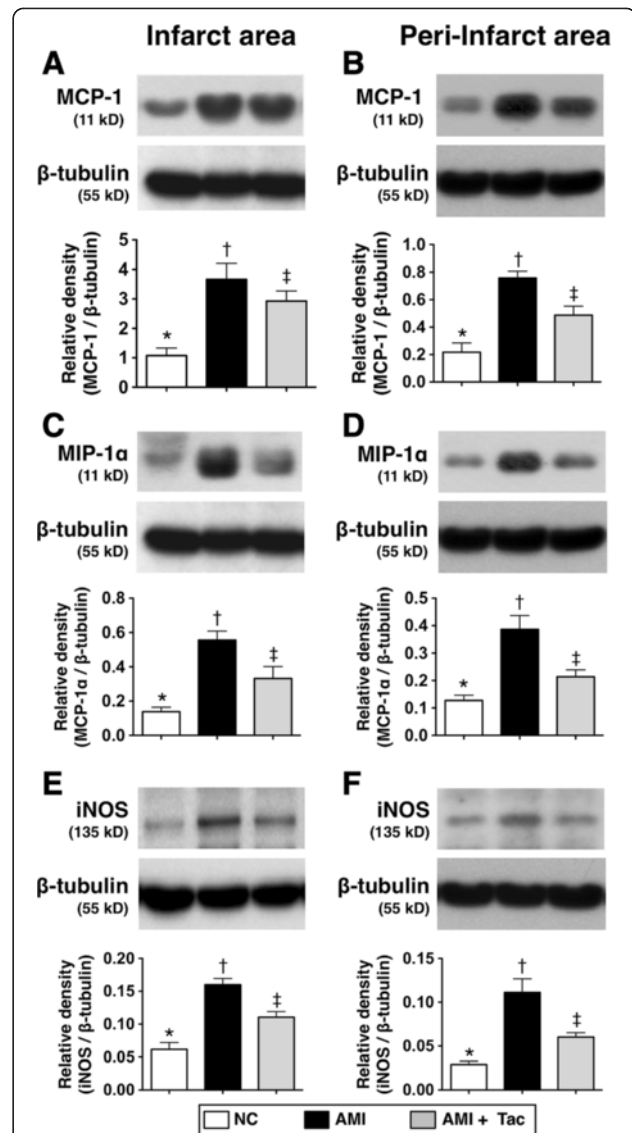 Infarct area
Peri-Infarct area
A
MCP-1
(11 kD)
β-tubulin
(55 kD)
Relative density
(MCP-1 / β-tubulin)
5
4
3
2
1
0
*
†
‡
B
MCP-1
(11 kD)
β-tubulin
(55 kD)
Relative density
(MCP-1 / β-tubulin)
1.0
0.8
0.6
0.4
0.2
0.0
*
†
‡
C
MIP-1α
(11 kD)
β-tubulin
(55 kD)
Relative density
(MCP-1α / β-tubulin)
0.8
0.6
0.4
0.2
0.0
*
†
‡
D
MIP-1α
(11 kD)
β-tubulin
(55 kD)
Relative density
(MCP-1α / β-tubulin)
0.5
0.4
0.3
0.2
0.1
0.0
*
†
‡
E
iNOS
(135 kD)
β-tubulin
(55 kD)
Relative density
(iNOS / β-tubulin)
0.20
0.15
0.10
0.05
0.00
*
†
‡
F
iNOS
(135 kD)
β-tubulin
(55 kD)
Relative density
(iNOS / β-tubulin)
0.15
0.10
0.05
0.00
*
†
‡
NC AMI AMI + Tac